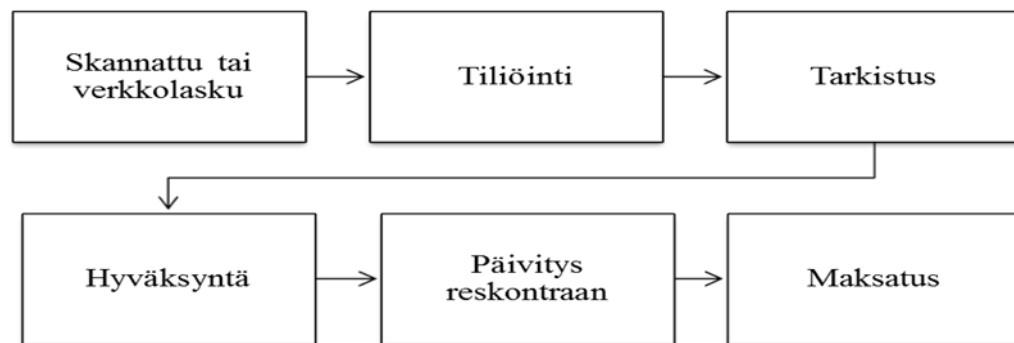 Skannattu tai
verkkolasku
Tiliöinti
Tarkistus
Hyväksyntä
Päivitys
reskontraan
Maksatus